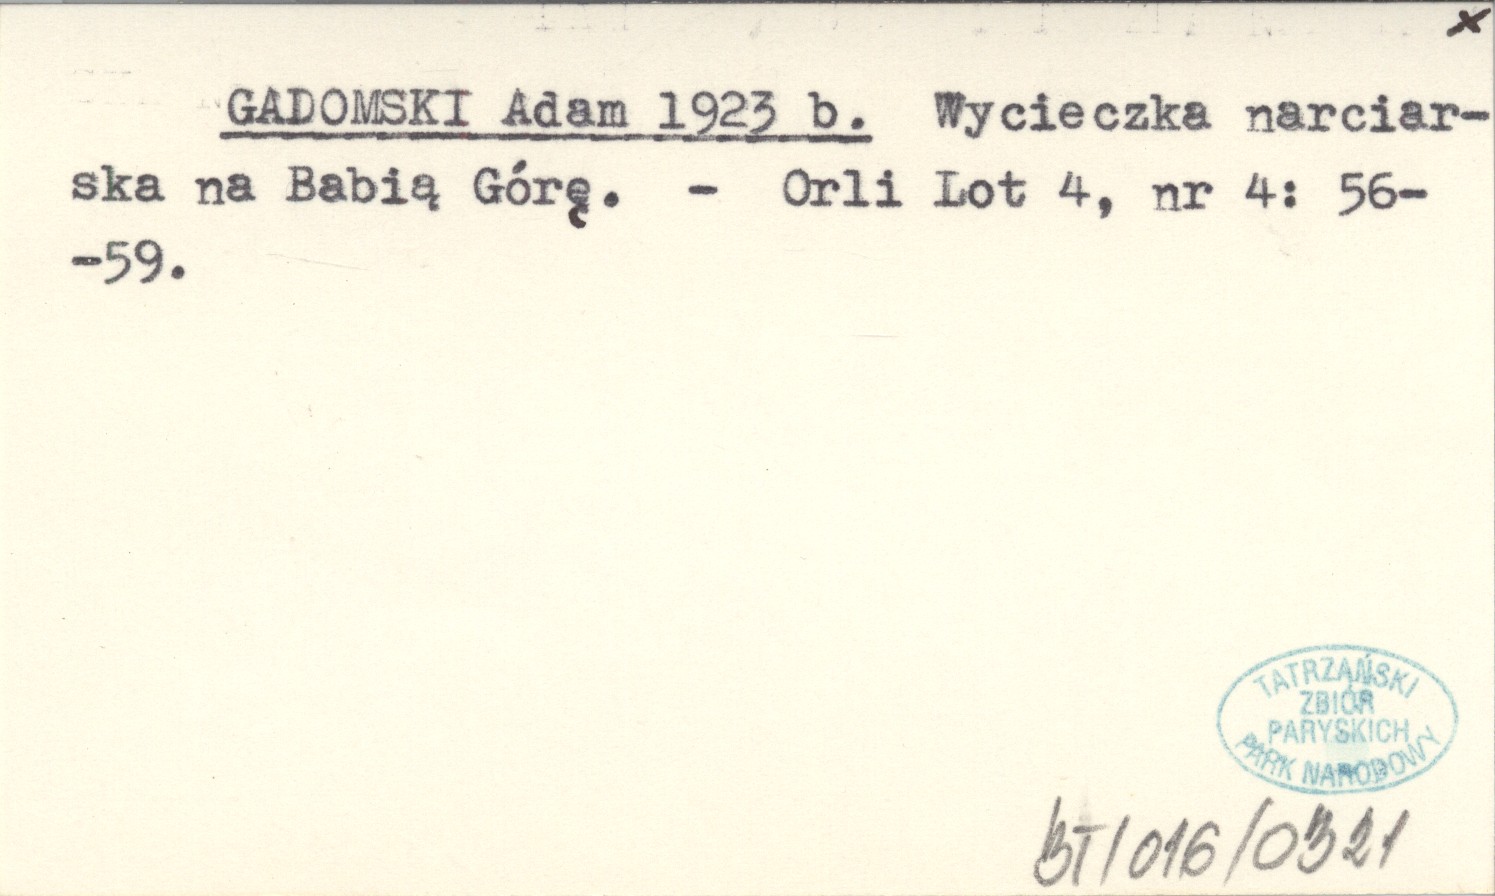 x
GADOMSKI Adam 1923 b. Wycieczka narciar-
ska na Babią Górę. - Orli Lot 4, nr 4: 56-
-59.
TATRZAŃSKI
ZBIÓR
PARYSKICH
PARK NARODOWY
BT/016/0321